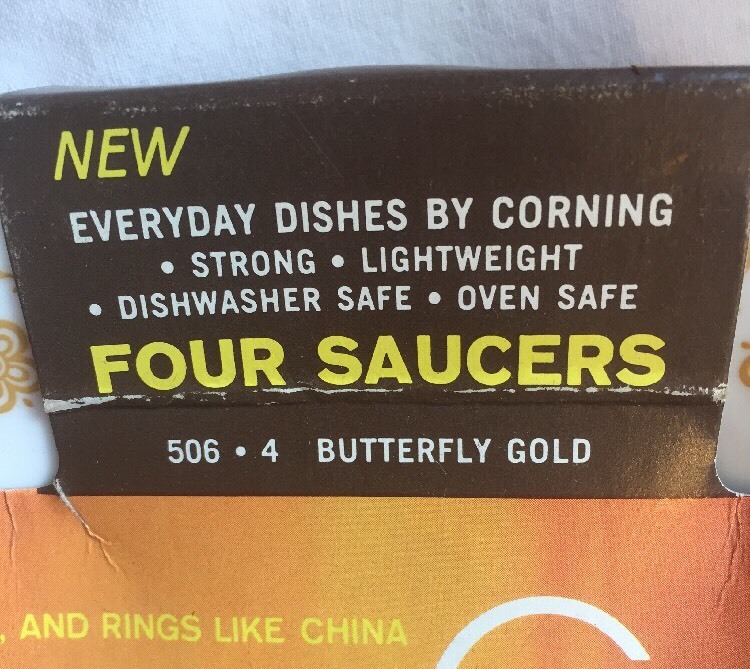 NEW
EVERYDAY DISHES BY CORNING
• STRONG • LIGHTWEIGHT
• DISHWASHER SAFE • OVEN SAFE
FOUR SAUCERS
506 • 4 BUTTERFLY GOLD
, AND RINGS LIKE CHINA